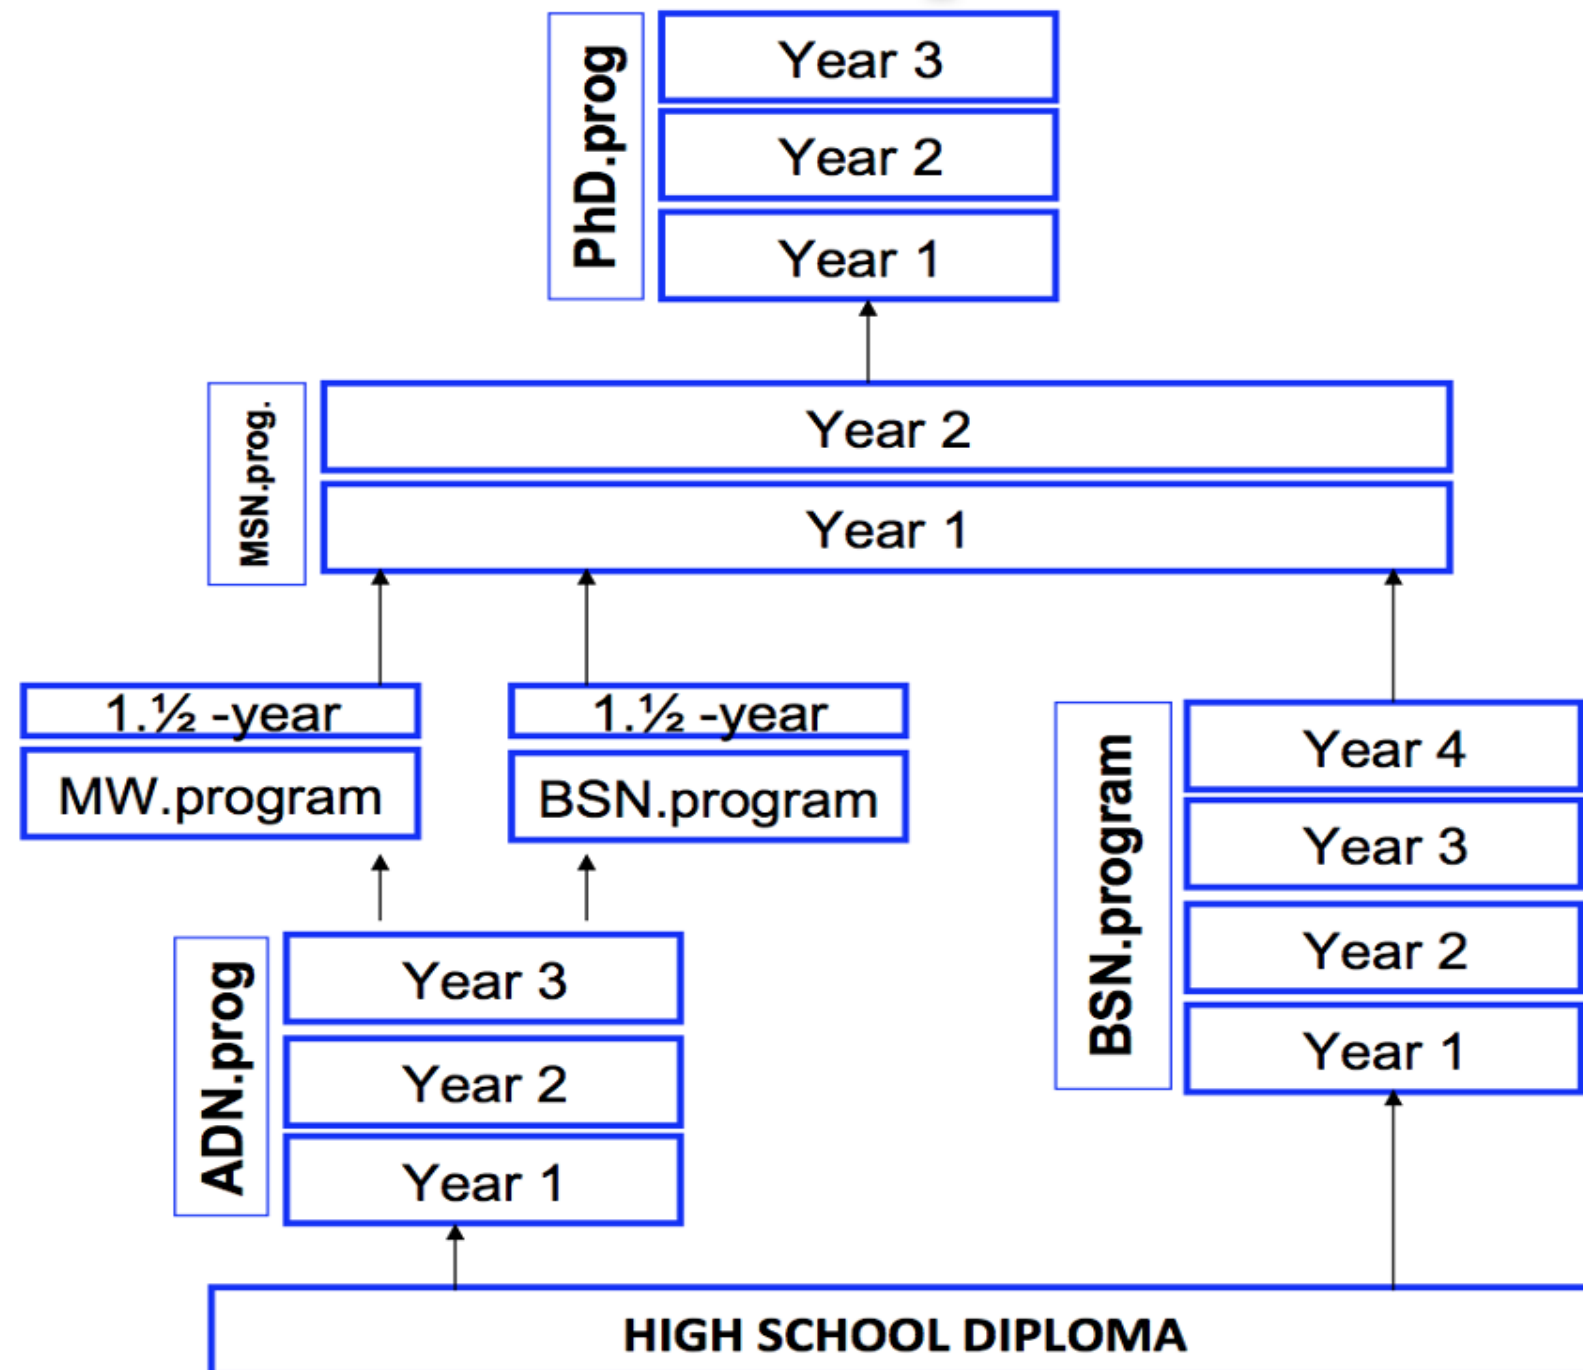 PhD.prog
Year 3
Year 2
Year 1
MSN.prog.
Year 2
Year 1
1.½ -year
MW.program
1.½ -year
BSN.program
ADN.prog
Year 3
Year 2
Year 1
BSN.program
Year 4
Year 3
Year 2
Year 1
HIGH SCHOOL DIPLOMA